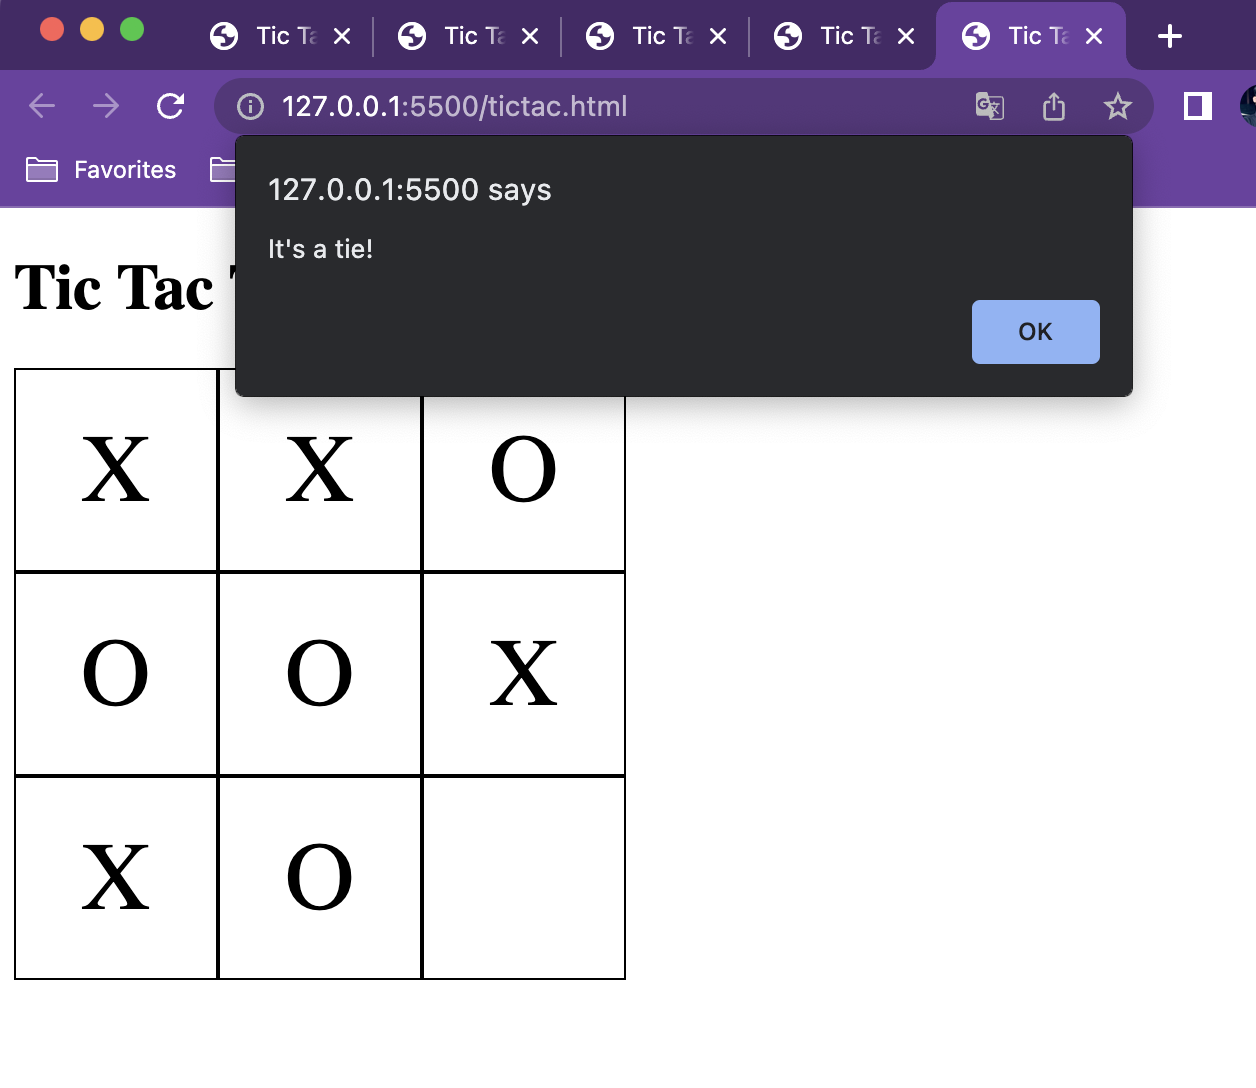 Tic Ta Tic Ta Tic Ta Tic Ta Tic Ta
127.0.0.1:5500/tictac.html
Favorites
127.0.0.1:5500 says
It's a tie!
OK
Tic Tac
X X O
O O X
X O